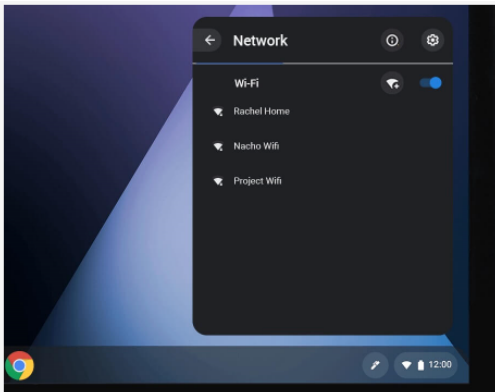 Network
Wi-Fi
Rachel Home
Nacho Wifi
Project Wifi
12:00